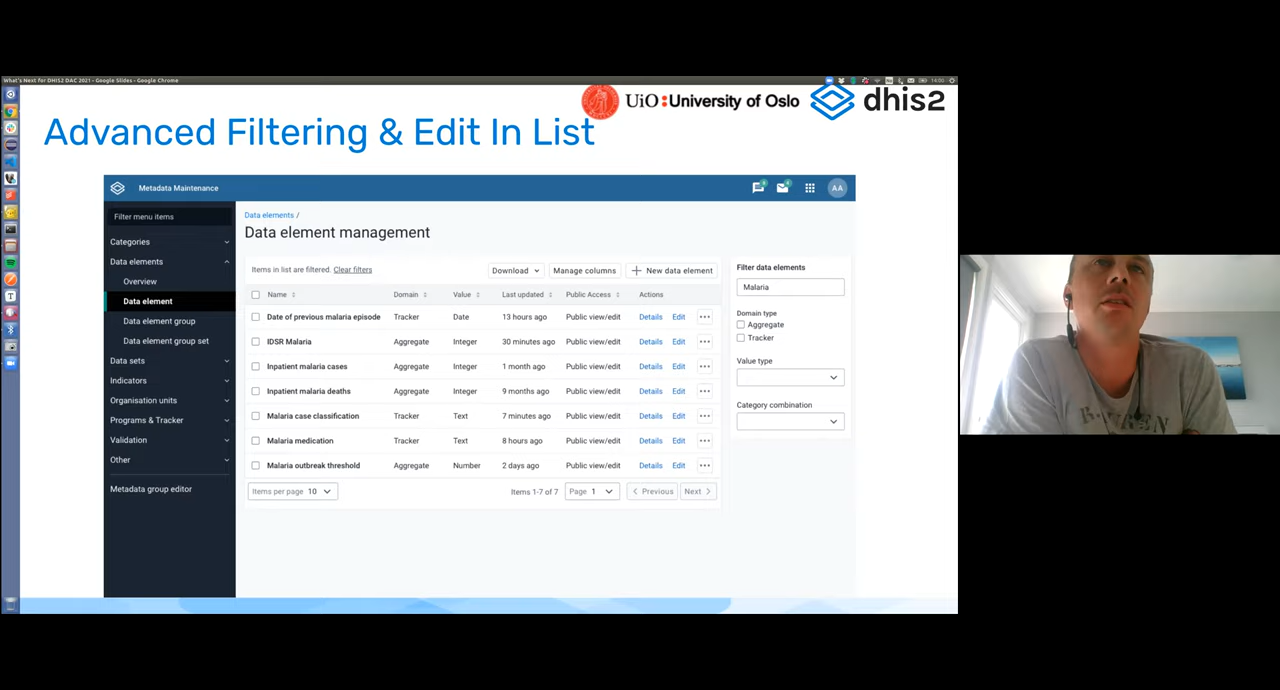 What's Next for DHIS2 DAC 2021 - Google Slides - Google Chrome
14:00
UiO:University of Oslo
dhis2
Advanced Filtering & Edit In List
Metadata Maintenance
AA
Filter menu items
Categories
Data elements
Overview
Data element
Data element group
Data element group set
Data sets
Indicators
Organisation units
Programs & Tracker
Validation
Other
Metadata group editor
Data elements /
Data element management
Items in list are filtered. Clear filters
Download
Manage columns
New data element
Name Domain Value Last updated Public Access Actions
Date of previous malaria episode Tracker Date 13 hours ago Public view/edit Details Edit
IDSR Malaria Aggregate Integer 30 minutes ago Public view/edit Details Edit
Inpatient malaria cases Aggregate Integer 1 month ago Public view/edit Details Edit
Inpatient malaria deaths Aggregate Integer 9 months ago Public view/edit Details Edit
Malaria case classification Tracker Text 7 minutes ago Public view/edit Details Edit
Malaria medication Tracker Text 8 hours ago Public view/edit Details Edit
Malaria outbreak threshold Aggregate Number 2 days ago Public view/edit Details Edit
Items per page 10
Items 1-7 of 7
Page 1
Previous
Next
Filter data elements
Malaria
Domain type
Aggregate
Tracker
Value type
Category combination